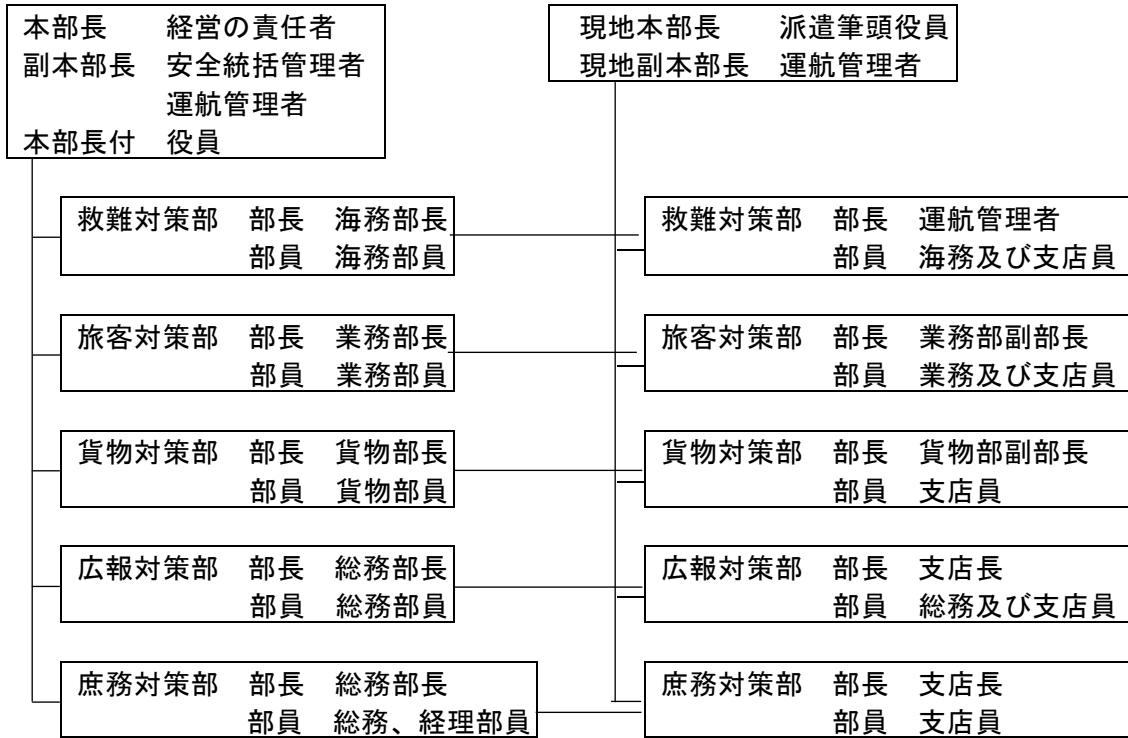 本部長　経営の責任者
副本部長　安全統括管理者
運航管理者
本部長付　役員
現地本部長　派遣筆頭役員
現地副本部長　運航管理者
救難対策部　部長　海務部長
部員　海務部員
救難対策部　部長　運航管理者
部員　海務及び支店員
旅客対策部　部長　業務部長
部員　業務部員
旅客対策部　部長　業務部副部長
部員　業務及び支店員
貨物対策部　部長　貨物部長
部員　貨物部員
貨物対策部　部長　貨物部副部長
部員　支店員
広報対策部　部長　総務部長
部員　総務部員
広報対策部　部長　支店長
部員　総務及び支店員
庶務対策部　部長　総務部長
部員　総務、経理部員
庶務対策部　部長　支店長
部員　支店員